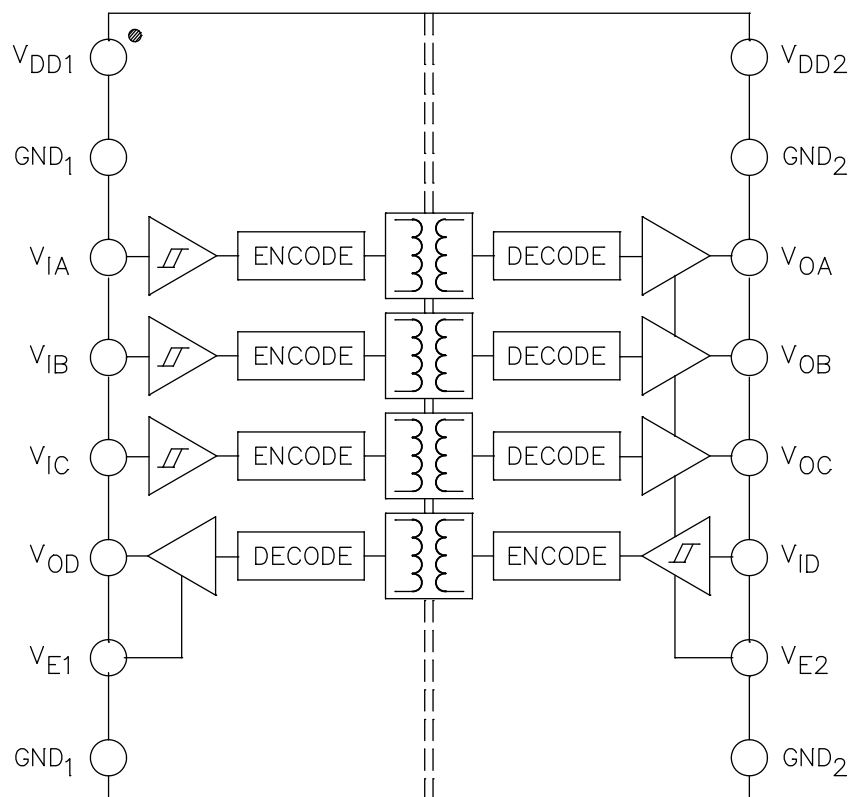 VDD1 VDD2
GND1 GND2
VIA ENCODE DECODE VOA
VIB ENCODE DECODE VOB
VIC ENCODE DECODE VOC
VOD DECODE ENCODE VID
VE1 VE2
GND1 GND2